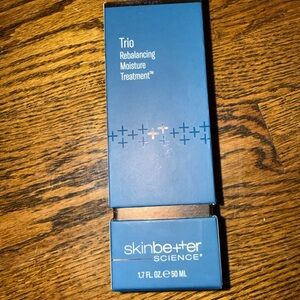 Trio
Rebalancing
Moisture
Treatment™
skinbetter
SCIENCE®
1.7 FL. OZ. ℮ 50 ML